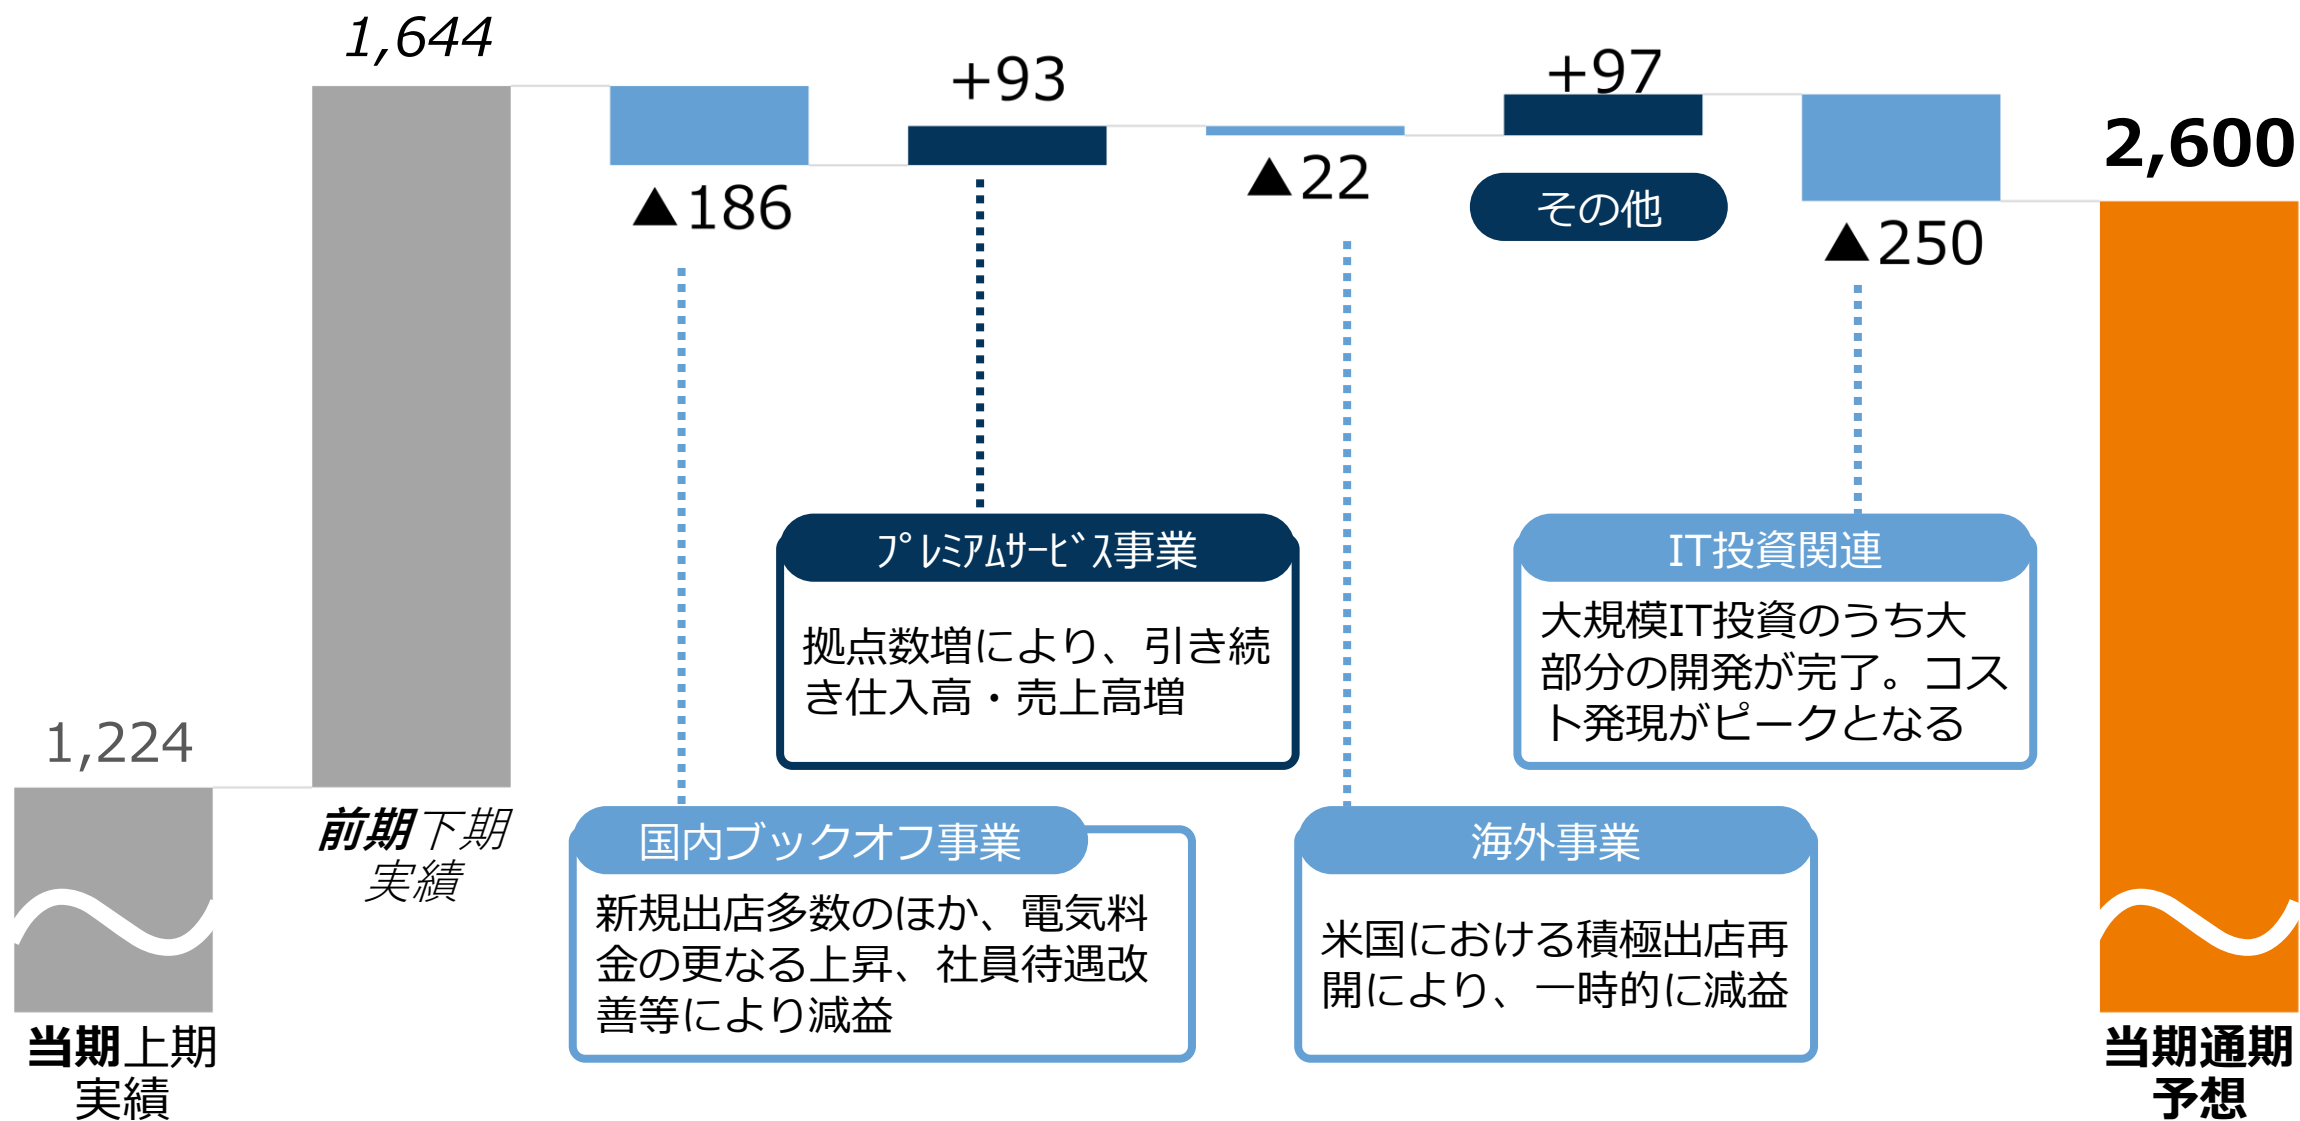 1,644
+93
+97
2,600
▲186
▲22
その他
▲250
ﾌﾟﾚﾐｱﾑｻｰﾋﾞｽ事業
拠点数増により、引き続
き仕入高・売上高増
IT投資関連
大規模IT投資のうち大
部分の開発が完了。コス
ト発現がピークとなる
1,224
前期下期
実績
国内ブックオフ事業
新規出店多数のほか、電気料
金の更なる上昇、社員待遇改
善等により減益
海外事業
米国における積極出店再
開により、一時的に減益
当期上期
実績
当期通期
予想